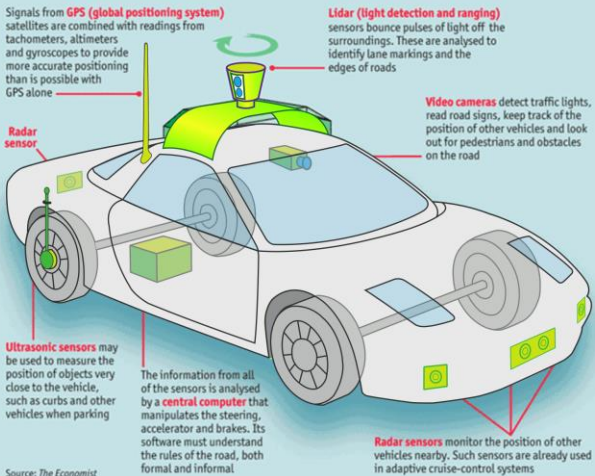 Signals from GPS (global positioning system)
satellites are combined with readings from
tachometers, altimeters
and gyroscopes to provide
more accurate positioning
than is possible with
GPS alone
Lidar (light detection and ranging)
sensors bounce pulses of light off the
surroundings. These are analysed to
identify lane markings and the
edges of roads
Video cameras detect traffic lights,
read road signs, keep track of the
position of other vehicles and look
out for pedestrians and obstacles
on the road
Radar
sensor
Ultrasonic sensors may
be used to measure the
position of objects very
close to the vehicle,
such as curbs and other
vehicles when parking
The information from all
of the sensors is analysed
by a central computer that
manipulates the steering,
accelerator and brakes. Its
software must understand
the rules of the road, both
formal and informal
Radar sensors monitor the position of other
vehicles nearby. Such sensors are already used
in adaptive cruise-control systems
Source: The Economist